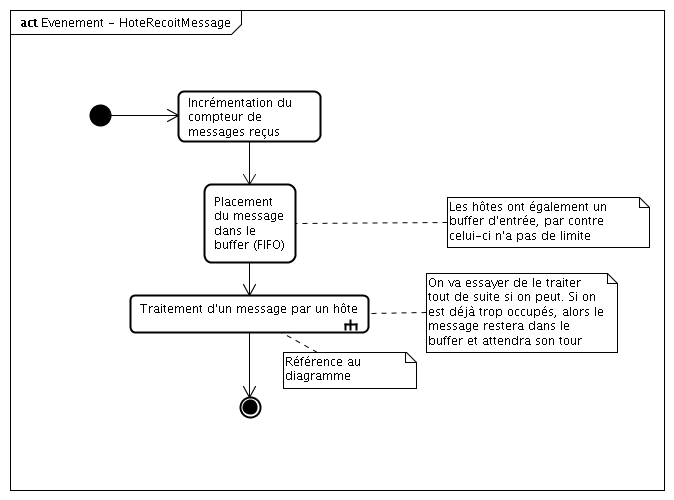 act Evenement - HoteRecoitMessage
Incrémentation du
compteur de
messages reçus
Placement
du message
dans le
buffer (FIFO)
Les hôtes ont également un
buffer d'entrée, par contre
celui-ci n'a pas de limite
Traitement d'un message par un hôte
On va essayer de le traiter
tout de suite si on peut. Si on
est déjà trop occupés, alors le
message restera dans le
buffer et attendra son tour
Référence au
diagramme